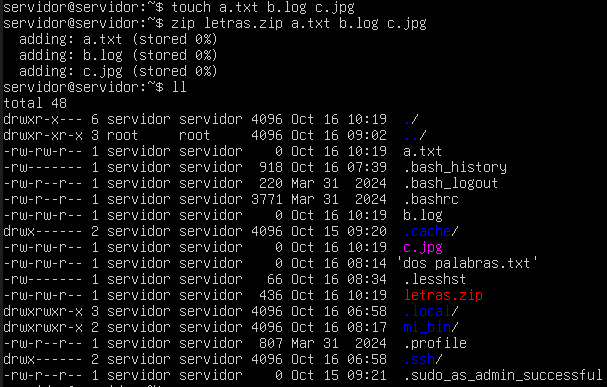 servidor@servidor:~$ touch a.txt b.log c.jpg
servidor@servidor:~$ zip letras.zip a.txt b.log c.jpg
  adding: a.txt (stored 0%)
  adding: b.log (stored 0%)
  adding: c.jpg (stored 0%)
servidor@servidor:~$ ll
total 48
drwxr-x--- 6 servidor servidor 4096 Oct 16 10:19 ./
drwxr-xr-x 3 root     root     4096 Oct 16 09:02 ../
-rw-rw-r-- 1 servidor servidor    0 Oct 16 10:19 a.txt
-rw------- 1 servidor servidor  918 Oct 16 07:39 .bash_history
-rw-r--r-- 1 servidor servidor  220 Mar 31  2024 .bash_logout
-rw-r--r-- 1 servidor servidor 3771 Mar 31  2024 .bashrc
-rw-rw-r-- 1 servidor servidor    0 Oct 16 10:19 b.log
drwx------ 2 servidor servidor 4096 Oct 15 09:20 .cache/
-rw-rw-r-- 1 servidor servidor    0 Oct 16 10:19 c.jpg
-rw-rw-r-- 1 servidor servidor    0 Oct 16 08:14 'dos palabras.txt'
-rw------- 1 servidor servidor   66 Oct 16 08:34 .lesshst
-rw-rw-r-- 1 servidor servidor  436 Oct 16 10:19 letras.zip
drwxrwxr-x 3 servidor servidor 4096 Oct 16 06:58 .local/
drwxrwxr-x 2 servidor servidor 4096 Oct 16 08:17 mi_bin/
-rw-r--r-- 1 servidor servidor  807 Mar 31  2024 .profile
drwx------ 2 servidor servidor 4096 Oct 16 06:58 .ssh/
-rw-r--r-- 1 servidor servidor    0 Oct 15 09:21 .sudo_as_admin_successful